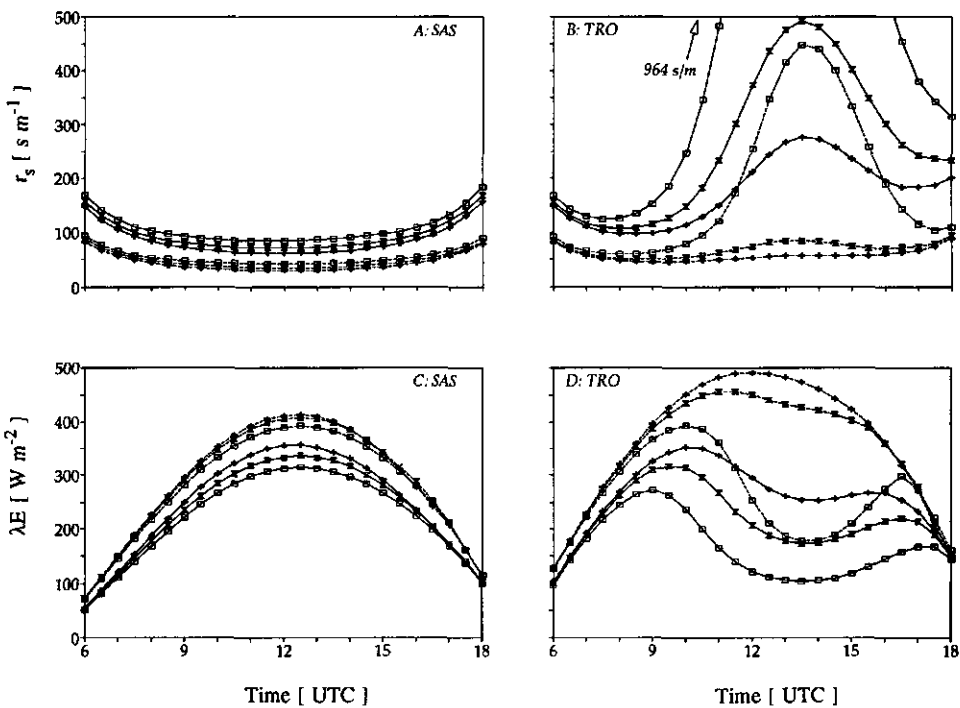 A: SAS
500
400
300
200
100
0
r_s [ s m⁻¹ ]
B: TRO
964 s/m
C: SAS
500
400
300
200
100
0
λE [ W m⁻² ]
6 9 12 15 18
Time [ UTC ]
D: TRO
6 9 12 15 18
Time [ UTC ]